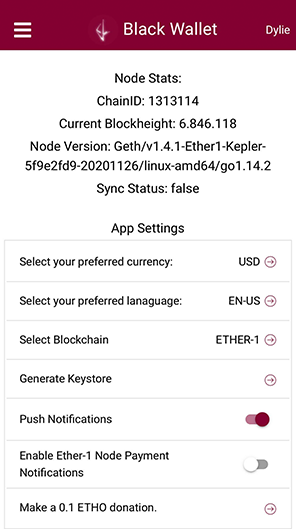 Black Wallet
Dylie
Node Stats:
ChainID: 1313114
Current Blockheight: 6.846.118
Node Version: Geth/v1.4.1-Ether1-Kepler-
5f9e2fd9-20201126/linux-amd64/go1.14.2
Sync Status: false
App Settings
Select your preferred currency: USD
Select your preferred lanaguage: EN-US
Select Blockchain ETHER-1
Generate Keystore
Push Notifications
Enable Ether-1 Node Payment
Notifications
Make a 0.1 ETHO donation.